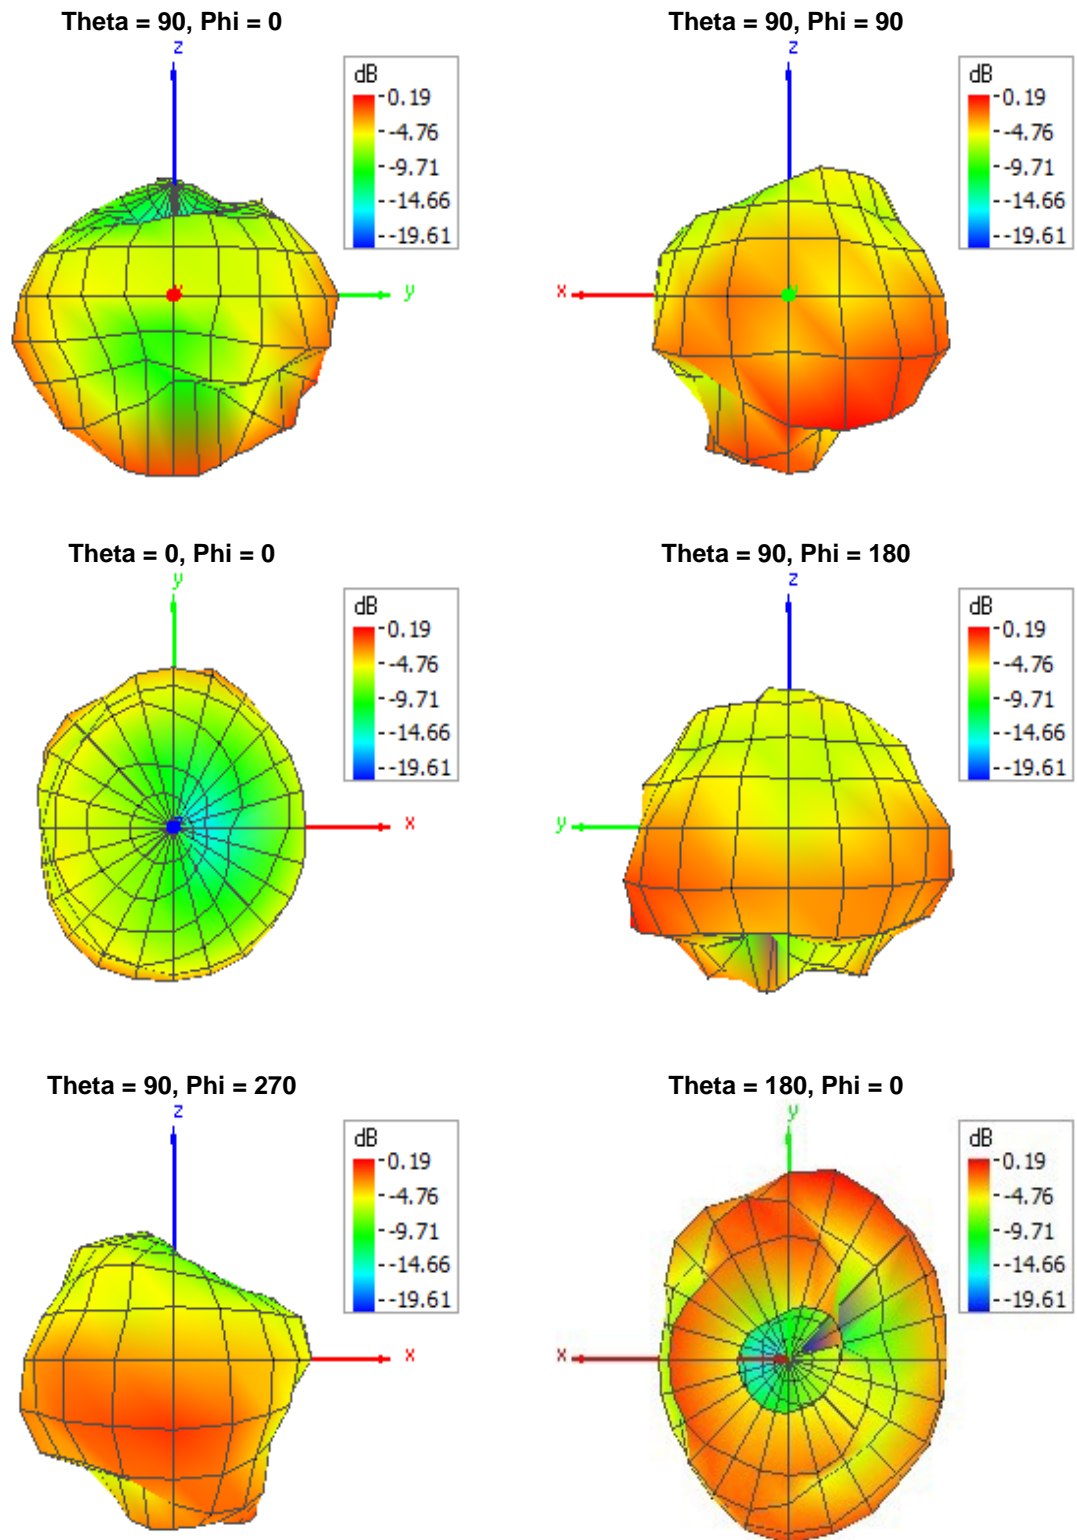 Theta = 90, Phi = 0
z
y
dB
0.19
-4.76
-9.71
-14.66
-19.61
Theta = 90, Phi = 90
z
x
dB
0.19
-4.76
-9.71
-14.66
-19.61
Theta = 0, Phi = 0
y
x
dB
0.19
-4.76
-9.71
-14.66
-19.61
Theta = 90, Phi = 180
z
y
dB
0.19
-4.76
-9.71
-14.66
-19.61
Theta = 90, Phi = 270
z
x
dB
0.19
-4.76
-9.71
-14.66
-19.61
Theta = 180, Phi = 0
y
x
dB
0.19
-4.76
-9.71
-14.66
-19.61